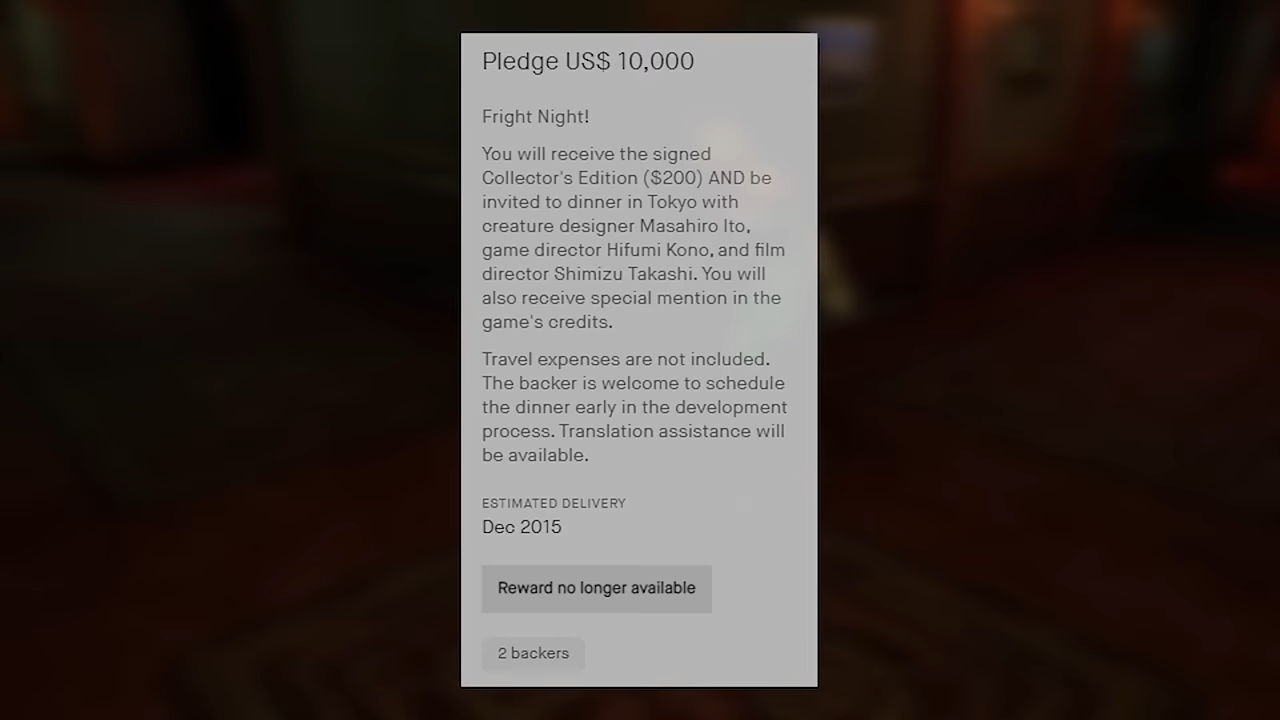 Pledge US$ 10,000
Fright Night!
You will receive the signed
Collector's Edition ($200) AND be
invited to dinner in Tokyo with
creature designer Masahiro Ito,
game director Hifumi Kono, and film
director Shimizu Takashi. You will
also receive special mention in the
game's credits.
Travel expenses are not included.
The backer is welcome to schedule
the dinner early in the development
process. Translation assistance will
be available.
ESTIMATED DELIVERY
Dec 2015
Reward no longer available
2 backers